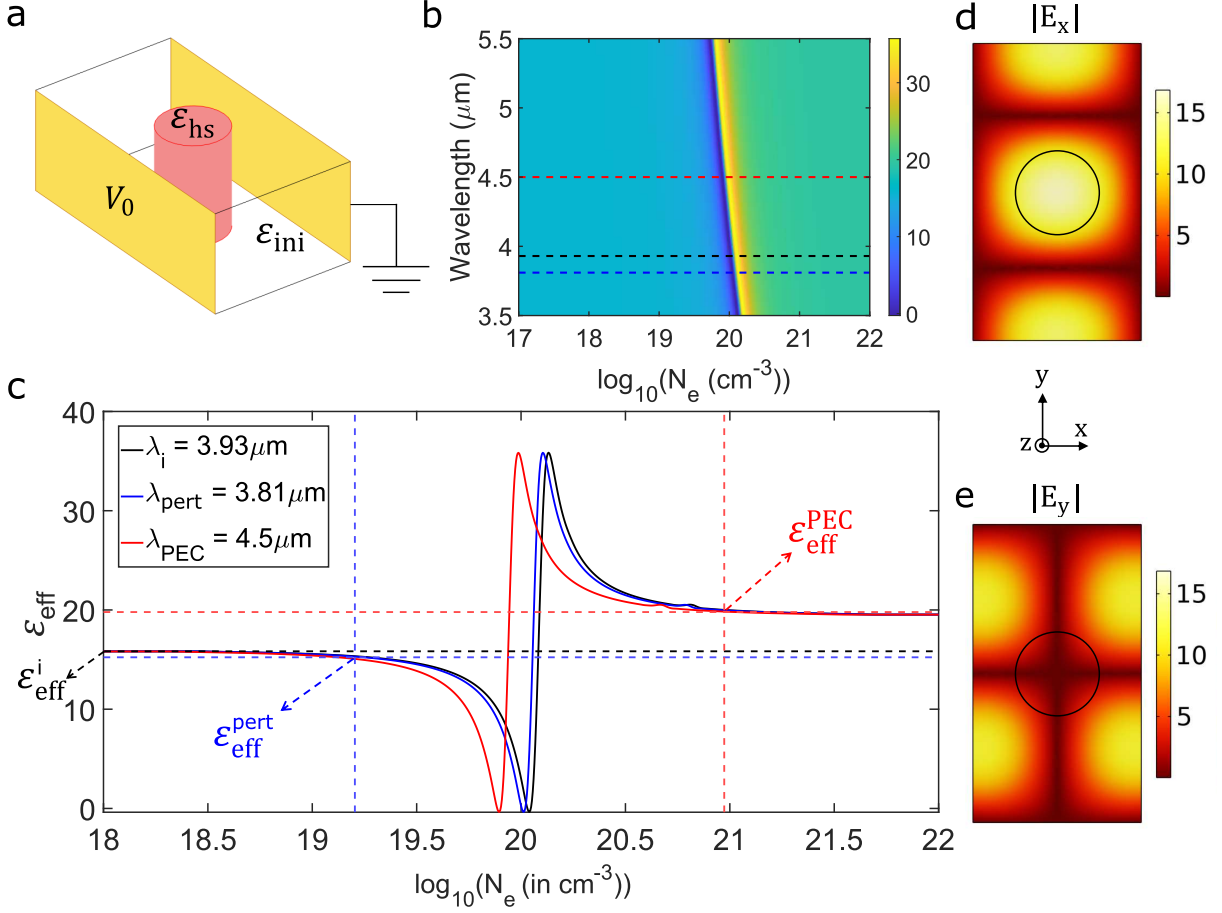 a
ε_hs
V_0
ε_ini
b
5.5
5
4.5
4
3.5
Wavelength (μm)
17 18 19 20 21 22
log_10(N_e (cm^-3))
30
20
10
0
c
40
30
20
10
0
ε_eff
λ_i = 3.93μm
λ_pert = 3.81μm
λ_PEC = 4.5μm
ε_eff^PEC
ε_eff^i
ε_eff^pert
18 18.5 19 19.5 20 20.5 21 21.5 22
log_10(N_e (in cm^-3))
d
|E_x|
15
10
5
y
z x
e
|E_y|
15
10
5